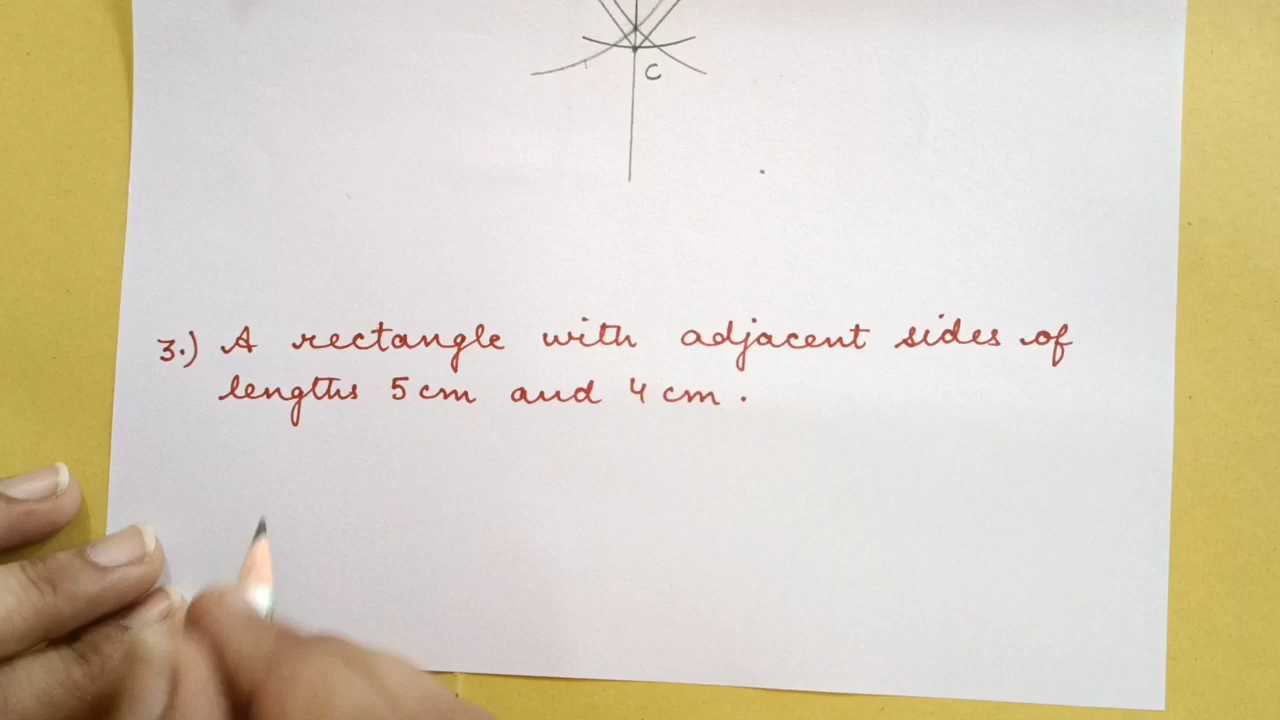 C
3.) A rectangle with adjacent sides of
lengths 5 cm and 4 cm.